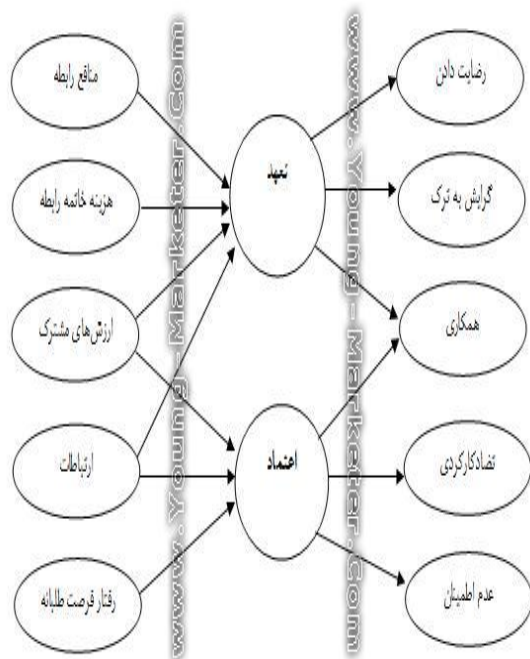 منافع رابطه
هزینه خاتمه رابطه
ارزش‌های مشترک
ارتباطات
رفتار فرصت طلبانه
تعهد
اعتماد
رضایت دادن
گرایش به ترک
همکاری
تضادکارکردی
عدم اطمینان
www.Young-Marketer.Com
www.Young-Marketer.Com